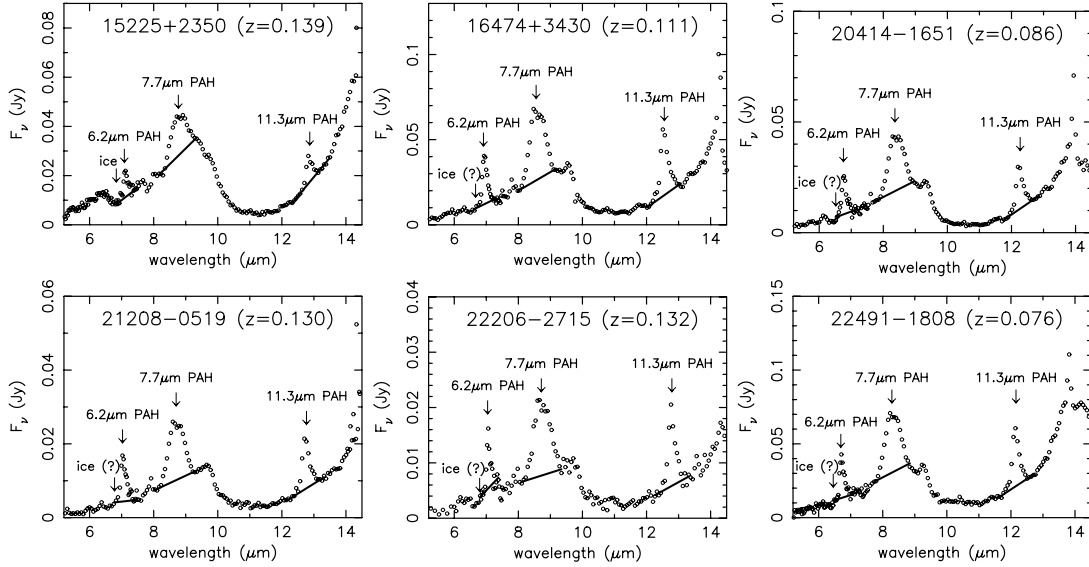 15225+2350 (z=0.139)
7.7μm PAH
6.2μm PAH
ice
11.3μm PAH
F_ν (Jy)
0 0.02 0.04 0.06 0.08
6 8 10 12 14
wavelength (μm)
16474+3430 (z=0.111)
7.7μm PAH
6.2μm PAH
ice (?)
11.3μm PAH
F_ν (Jy)
0 0.05 0.1
6 8 10 12 14
wavelength (μm)
20414−1651 (z=0.086)
7.7μm PAH
6.2μm PAH
ice (?)
11.3μm PAH
F_ν (Jy)
0 0.05 0.1
6 8 10 12 14
wavelength (μm)
21208−0519 (z=0.130)
7.7μm PAH
6.2μm PAH
ice (?)
11.3μm PAH
F_ν (Jy)
0 0.02 0.04 0.06
6 8 10 12 14
wavelength (μm)
22206−2715 (z=0.132)
7.7μm PAH
6.2μm PAH
ice (?)
11.3μm PAH
F_ν (Jy)
0 0.01 0.02 0.03 0.04
6 8 10 12 14
wavelength (μm)
22491−1808 (z=0.076)
7.7μm PAH
6.2μm PAH
ice (?)
11.3μm PAH
F_ν (Jy)
0 0.05 0.1 0.15
6 8 10 12 14
wavelength (μm)